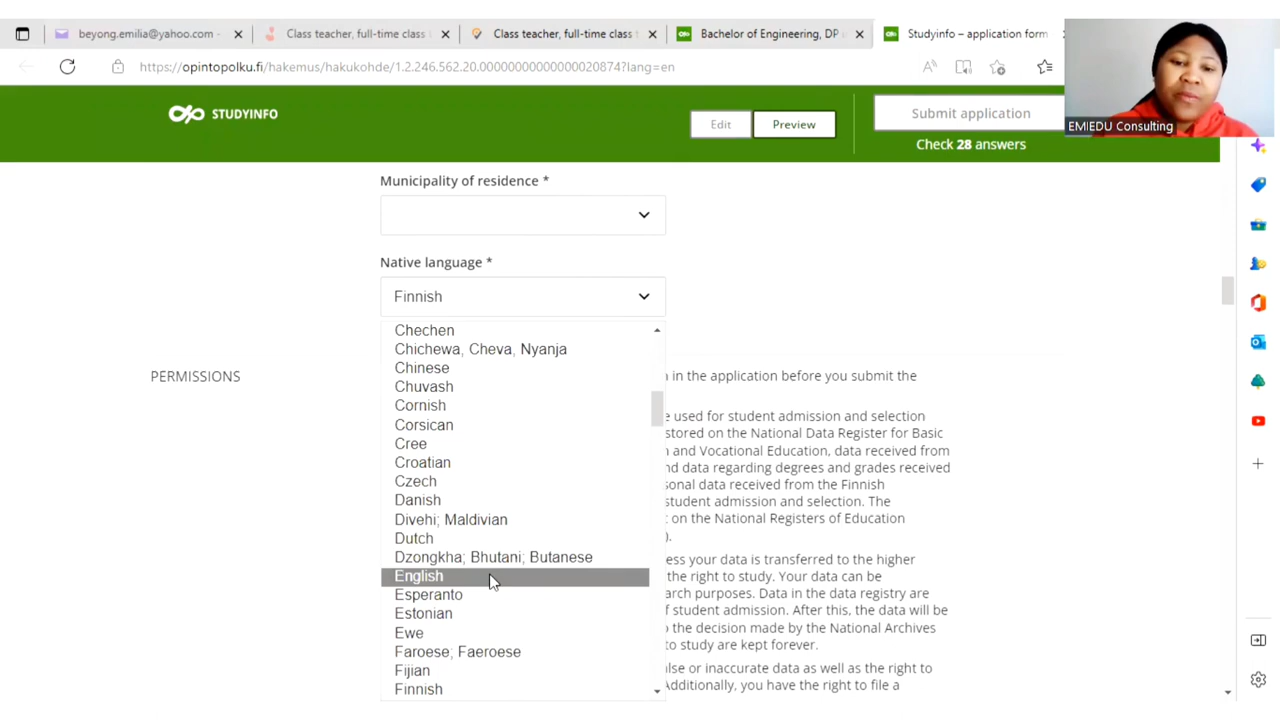 beyong.emilia@yahoo.com -
Class teacher, full-time class
Class teacher, full-time class
Bachelor of Engineering, DP
Studyinfo – application form
https://opintopolku.fi/hakemus/hakukohde/1.2.246.562.20.00000000000000020874?lang=en
STUDYINFO
Edit
Preview
Submit application
Check 28 answers
EMIEDU Consulting
Municipality of residence *
Native language *
Finnish
Chechen
Chichewa, Cheva, Nyanja
Chinese
Chuvash
Cornish
Corsican
Cree
Croatian
Czech
Danish
Divehi; Maldivian
Dutch
Dzongkha; Bhutani; Butanese
English
Esperanto
Estonian
Ewe
Faroese; Faeroese
Fijian
Finnish
PERMISSIONS
in the application before you submit the
used for student admission and selection
stored on the National Data Register for Basic
and Vocational Education, data received from
data regarding degrees and grades received
data received from the Finnish
student admission and selection. The
on the National Registers of Education
).
your data is transferred to the higher
the right to study. Your data can be
purposes. Data in the data registry are
student admission. After this, the data will be
the decision made by the National Archives
to study are kept forever.
or inaccurate data as well as the right to
Additionally, you have the right to file a